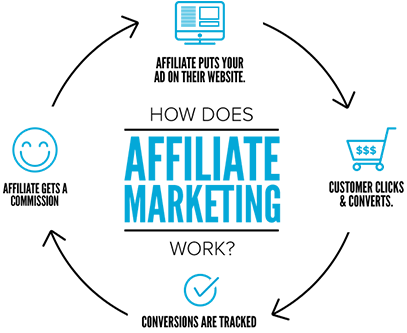 AFFILIATE PUTS YOUR
AD ON THEIR WEBSITE.
HOW DOES
AFFILIATE
MARKETING
WORK?
$$$
CUSTOMER CLICKS
& CONVERTS.
CONVERSIONS ARE TRACKED
AFFILIATE GETS A
COMMISSION